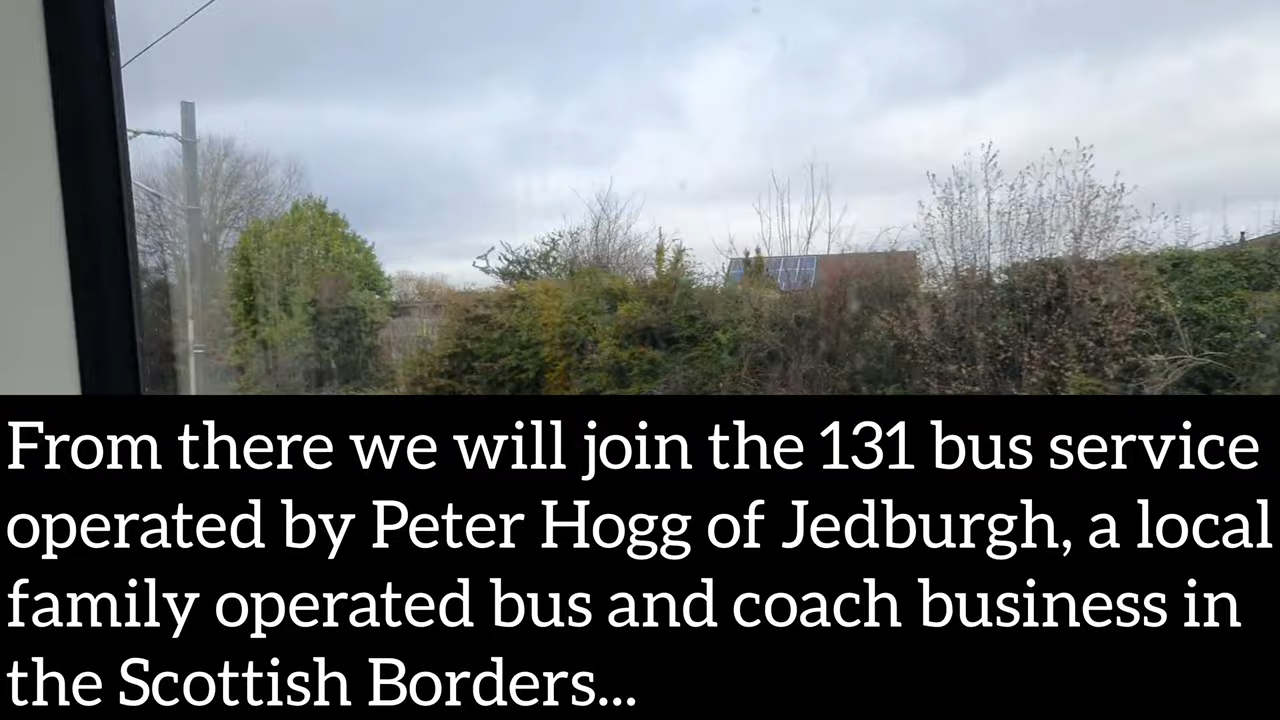 From there we will join the 131 bus service
operated by Peter Hogg of Jedburgh, a local
family operated bus and coach business in
the Scottish Borders...